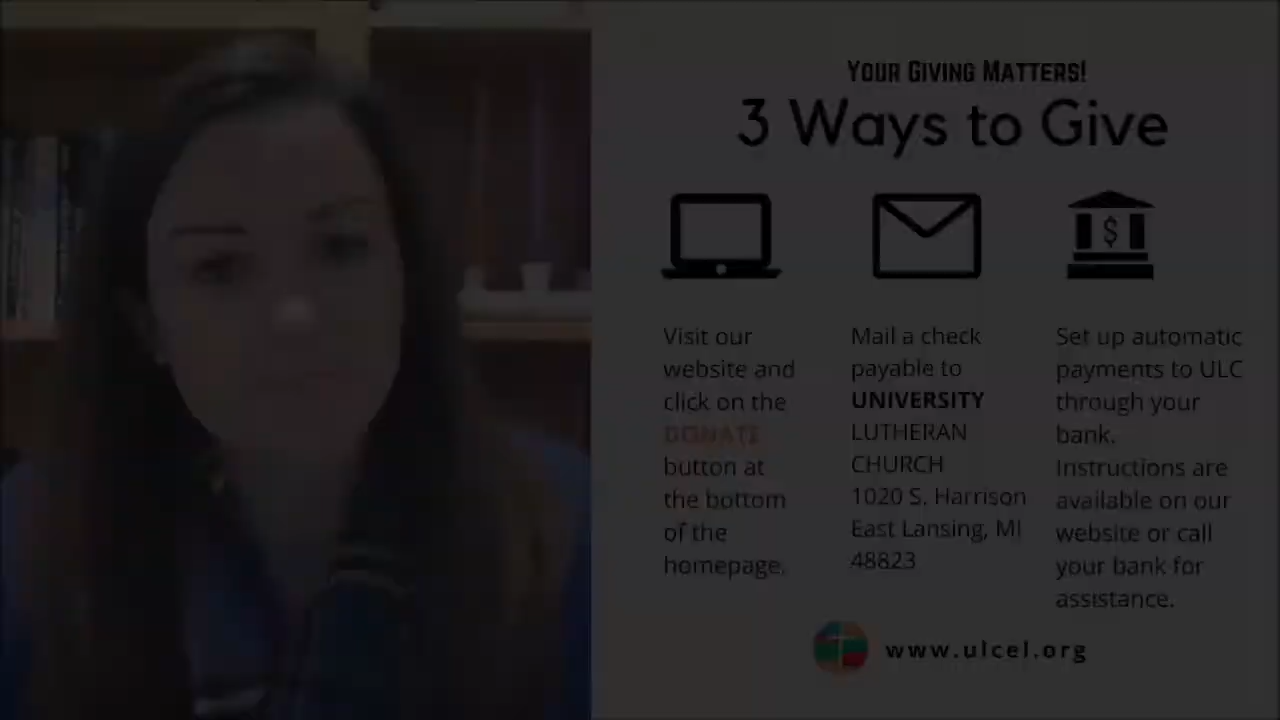 YOUR GIVING MATTERS!
3 Ways to Give
$
Visit our
website and
click on the
DONATE
button at
the bottom
of the
homepage.
Mail a check
payable to
UNIVERSITY
LUTHERAN
CHURCH
1020 S. Harrison
East Lansing, MI
48823
Set up automatic
payments to ULC
through your
bank.
Instructions are
available on our
website or call
your bank for
assistance.
www.ulcel.org